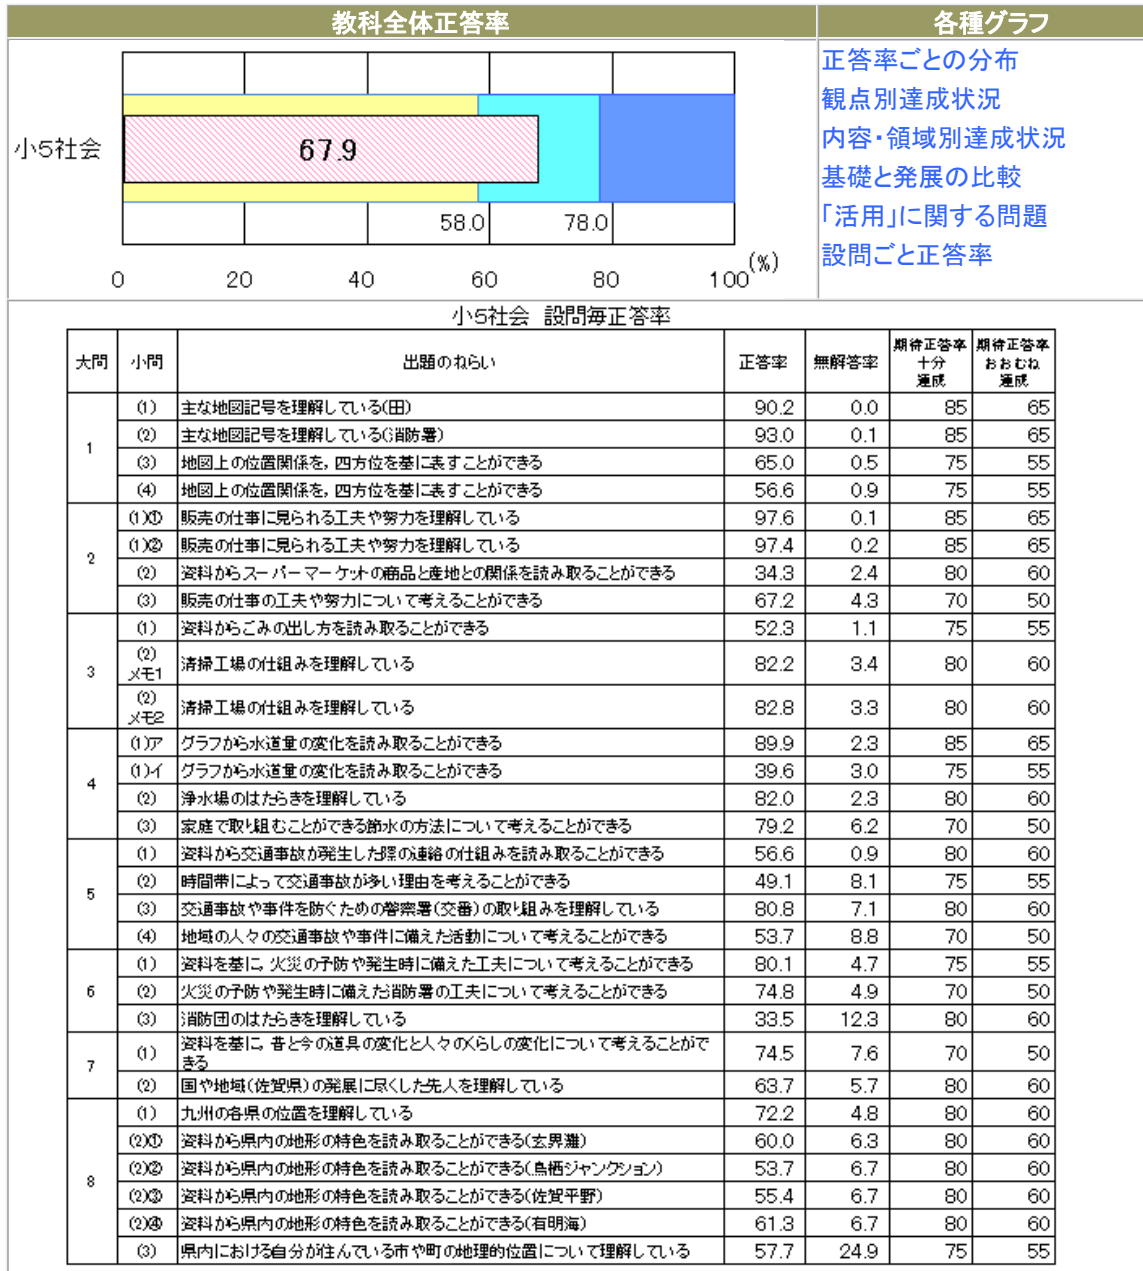 教科全体正答率 各種グラフ
小5社会
67.9
58.0 78.0
0 20 40 60 80 100 (%)
正答率ごとの分布
観点別達成状況
内容・領域別達成状況
基礎と発展の比較
「活用」に関する問題
設問ごと正答率
小5社会 設問毎正答率
大問 小問 出題のねらい 正答率 無解答率 期待正答率十分達成 期待正答率おおむね達成
1 (1) 主な地図記号を理解している(田) 90.2 0.0 85 65
(2) 主な地図記号を理解している(消防署) 93.0 0.1 85 65
(3) 地図上の位置関係を,四方位を基に表すことができる 65.0 0.5 75 55
(4) 地図上の位置関係を,四方位を基に表すことができる 56.6 0.9 75 55
2 (1)① 販売の仕事に見られる工夫や努力を理解している 97.6 0.1 85 65
(1)② 販売の仕事に見られる工夫や努力を理解している 97.4 0.2 85 65
(2) 資料からスーパーマーケットの商品と産地との関係を読み取ることができる 34.3 2.4 80 60
(3) 販売の仕事の工夫や努力について考えることができる 67.2 4.3 70 50
3 (1) 資料からごみの出し方を読み取ることができる 52.3 1.1 75 55
(2)メモ1 清掃工場の仕組みを理解している 82.2 3.4 80 60
(2)メモ2 清掃工場の仕組みを理解している 82.8 3.3 80 60
4 (1)ア グラフから水道量の変化を読み取ることができる 89.9 2.3 85 65
(1)イ グラフから水道量の変化を読み取ることができる 39.6 3.0 75 55
(2) 浄水場のはたらきを理解している 82.0 2.3 80 60
(3) 家庭で取り組むことができる節水の方法について考えることができる 79.2 6.2 70 50
5 (1) 資料から交通事故が発生した際の連絡の仕組みを読み取ることができる 56.6 0.9 80 60
(2) 時間帯によって交通事故が多い理由を考えることができる 49.1 8.1 75 55
(3) 交通事故や事件を防ぐための警察署(交番)の取り組みを理解している 80.8 7.1 80 60
(4) 地域の人々の交通事故や事件に備えた活動について考えることができる 53.7 8.8 70 50
6 (1) 資料を基に,火災の予防や発生時に備えた工夫について考えることができる 80.1 4.7 75 55
(2) 火災の予防や発生時に備えた消防署の工夫について考えることができる 74.8 4.9 70 50
(3) 消防団のはたらきを理解している 33.5 12.3 80 60
7 (1) 資料を基に,昔と今の道具の変化と人々のくらしの変化について考えることができる 74.5 7.6 70 50
(2) 国や地域(佐賀県)の発展に尽くした先人を理解している 63.7 5.7 80 60
8 (1) 九州の各県の位置を理解している 72.2 4.8 80 60
(2)① 資料から県内の地形の特色を読み取ることができる(玄界灘) 60.0 6.3 80 60
(2)② 資料から県内の地形の特色を読み取ることができる(鳥栖ジャンクション) 53.7 6.7 80 60
(2)③ 資料から県内の地形の特色を読み取ることができる(佐賀平野) 55.4 6.7 80 60
(2)④ 資料から県内の地形の特色を読み取ることができる(有明海) 61.3 6.7 80 60
(3) 県内における自分が住んでいる市や町の地理的位置について理解している 57.7 24.9 75 55